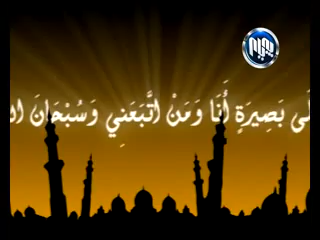 بَصِيرَةٍ أَنَا وَمَنْ اتَّبَعَنِي وَسُبْحَانَ